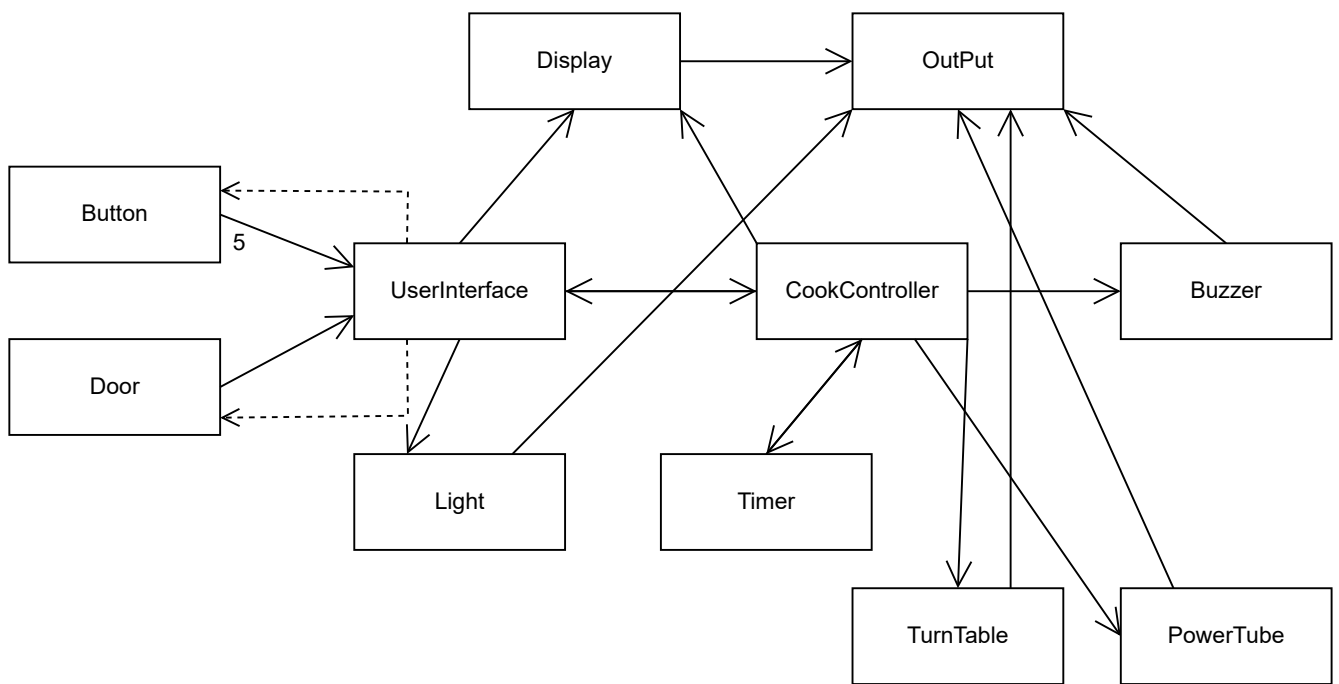 Display
OutPut
Button
5
UserInterface
CookController
Buzzer
Door
Light
Timer
TurnTable
PowerTube